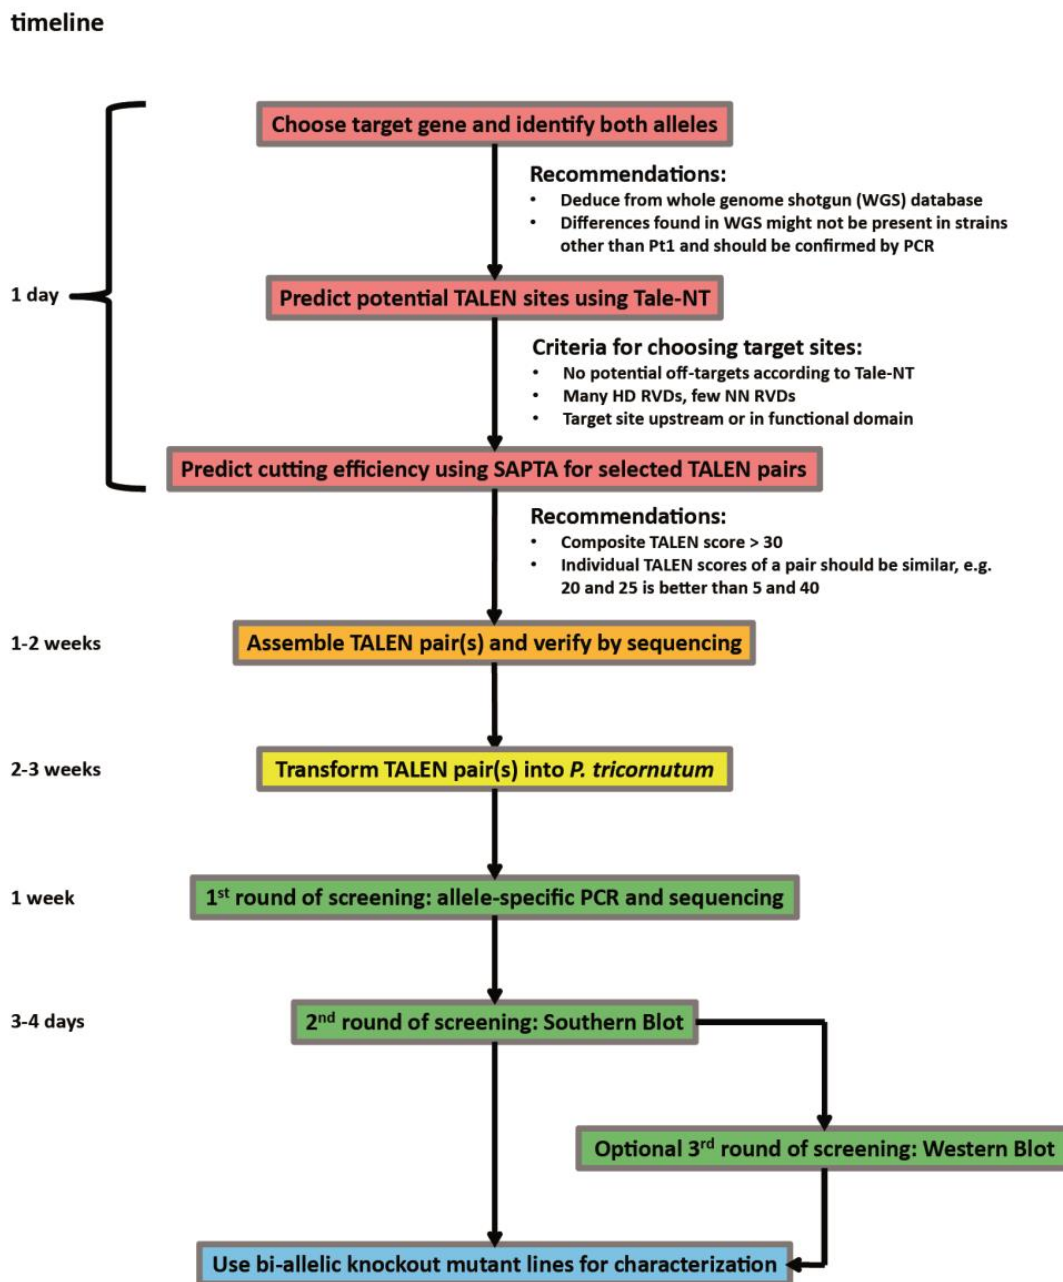 timeline
Choose target gene and identify both alleles
Recommendations:
• Deduce from whole genome shotgun (WGS) database
• Differences found in WGS might not be present in strains
other than Pt1 and should be confirmed by PCR
1 day
Predict potential TALEN sites using Tale-NT
Criteria for choosing target sites:
• No potential off-targets according to Tale-NT
• Many HD RVDs, few NN RVDs
• Target site upstream or in functional domain
Predict cutting efficiency using SAPTA for selected TALEN pairs
Recommendations:
• Composite TALEN score > 30
• Individual TALEN scores of a pair should be similar, e.g.
20 and 25 is better than 5 and 40
1-2 weeks
Assemble TALEN pair(s) and verify by sequencing
2-3 weeks
Transform TALEN pair(s) into P. tricornutum
1 week
1st round of screening: allele-specific PCR and sequencing
3-4 days
2nd round of screening: Southern Blot
Optional 3rd round of screening: Western Blot
Use bi-allelic knockout mutant lines for characterization